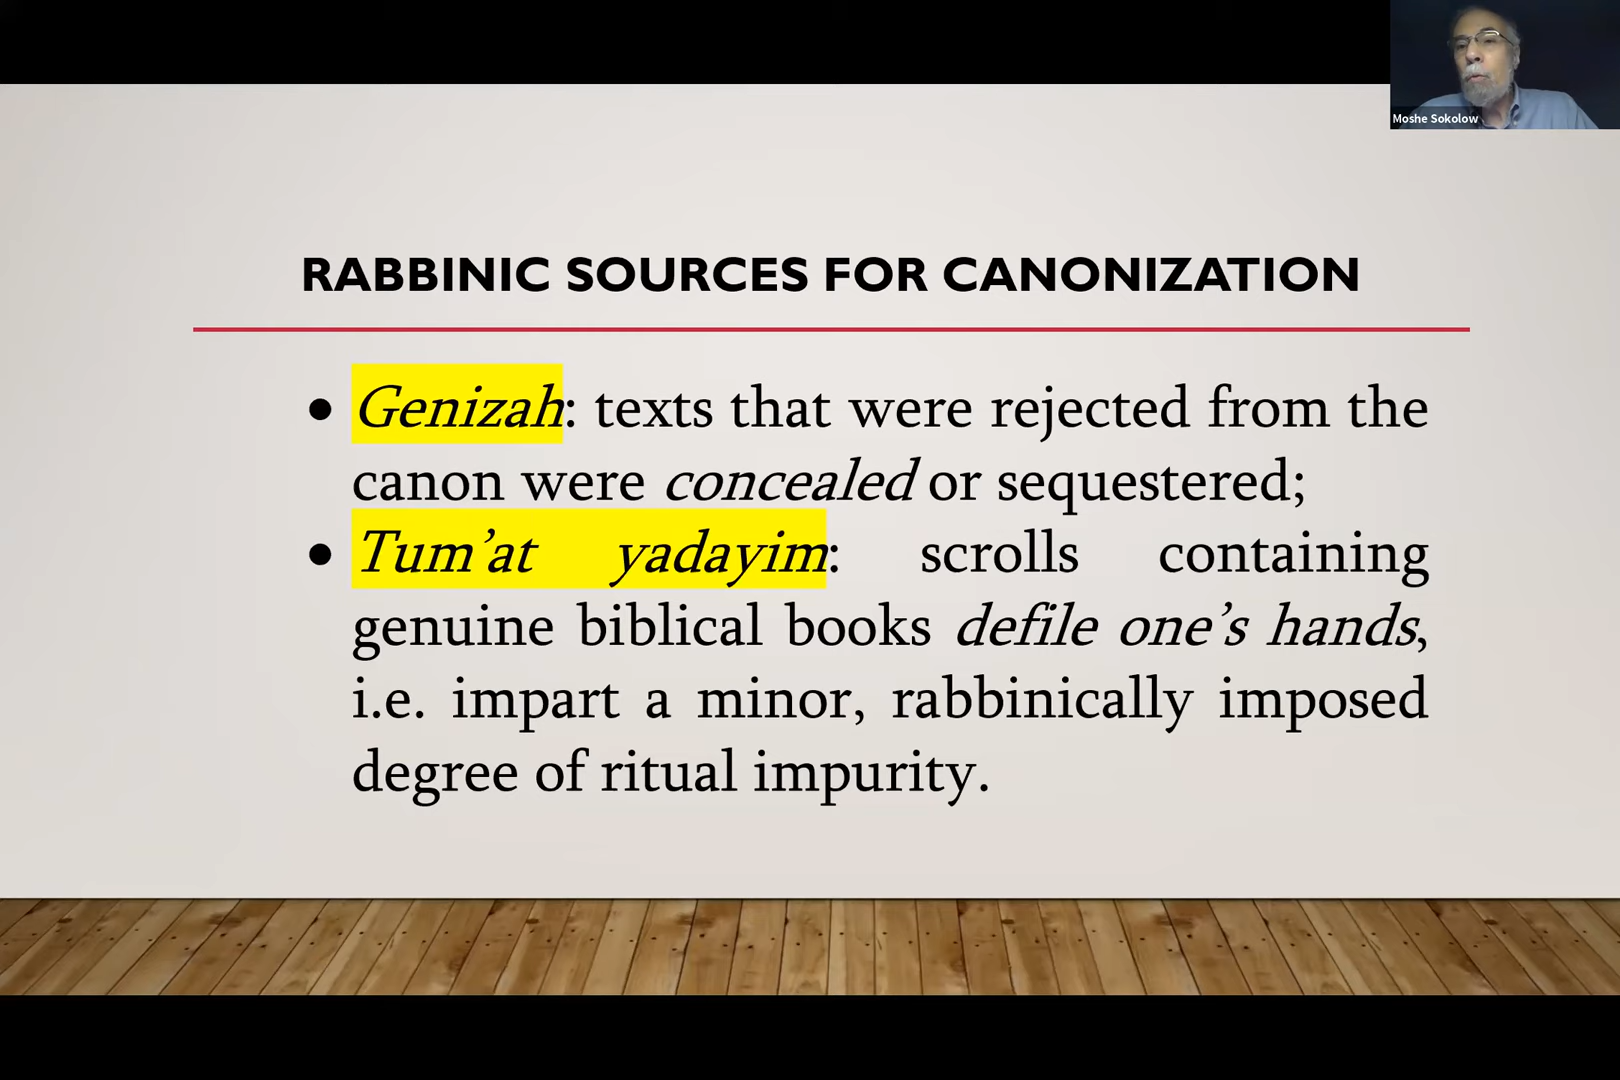 Moshe Sokolow
RABBINIC SOURCES FOR CANONIZATION
• Genizah: texts that were rejected from the
canon were concealed or sequestered;
• Tum’at yadayim: scrolls containing
genuine biblical books defile one’s hands,
i.e. impart a minor, rabbinically imposed
degree of ritual impurity.